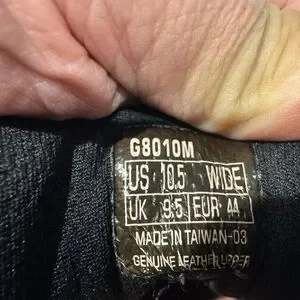 G8010M
US 10.5 WIDE
UK 9.5 EUR 44
MADE IN TAIWAN-03
GENUINE LEATHER UPPER